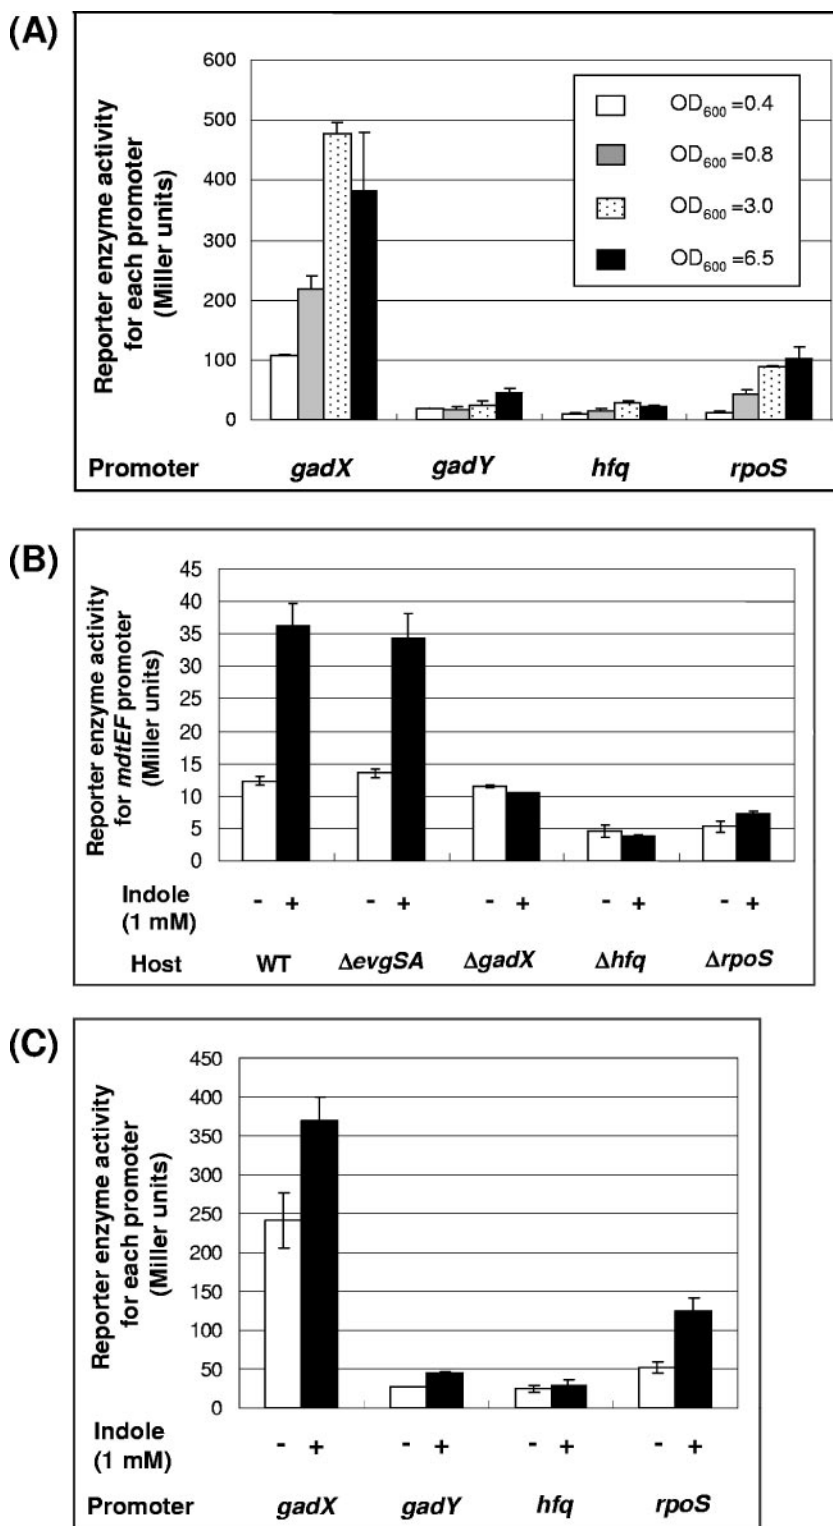 (A)
Reporter enzyme activity
for each promoter
(Miller units)
600
500
400
300
200
100
0
OD600 =0.4
OD600 =0.8
OD600 =3.0
OD600 =6.5
Promoter gadX gadY hfq rpoS
(B)
Reporter enzyme activity
for mdtEF promoter
(Miller units)
45
40
35
30
25
20
15
10
5
0
Indole
(1 mM)
- + - + - + - + - +
Host WT ΔevgSA ΔgadX Δhfq ΔrpoS
(C)
Reporter enzyme activity
for each promoter
(Miller units)
450
400
350
300
250
200
150
100
50
0
Indole
(1 mM)
- + - + - + - +
Promoter gadX gadY hfq rpoS